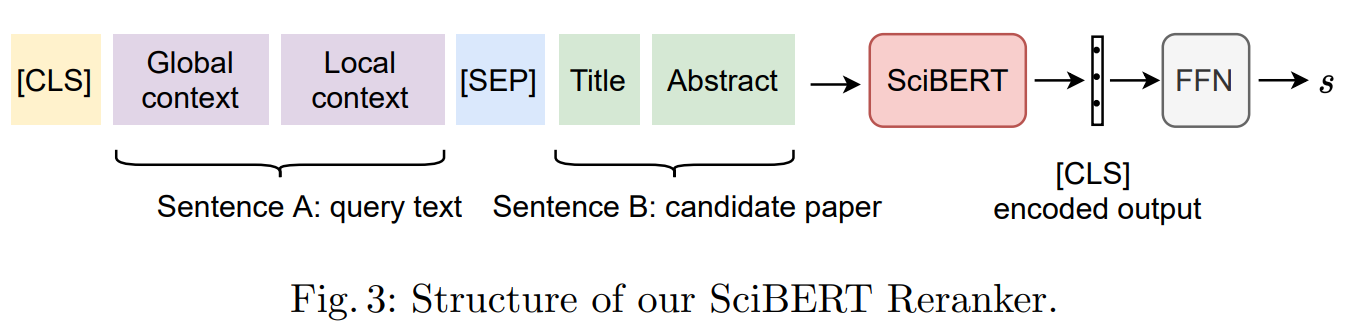 [CLS]
Global
context
Local
context
[SEP]
Title
Abstract
SciBERT
FFN
s
Sentence A: query text
Sentence B: candidate paper
[CLS]
encoded output
Fig. 3: Structure of our SciBERT Reranker.